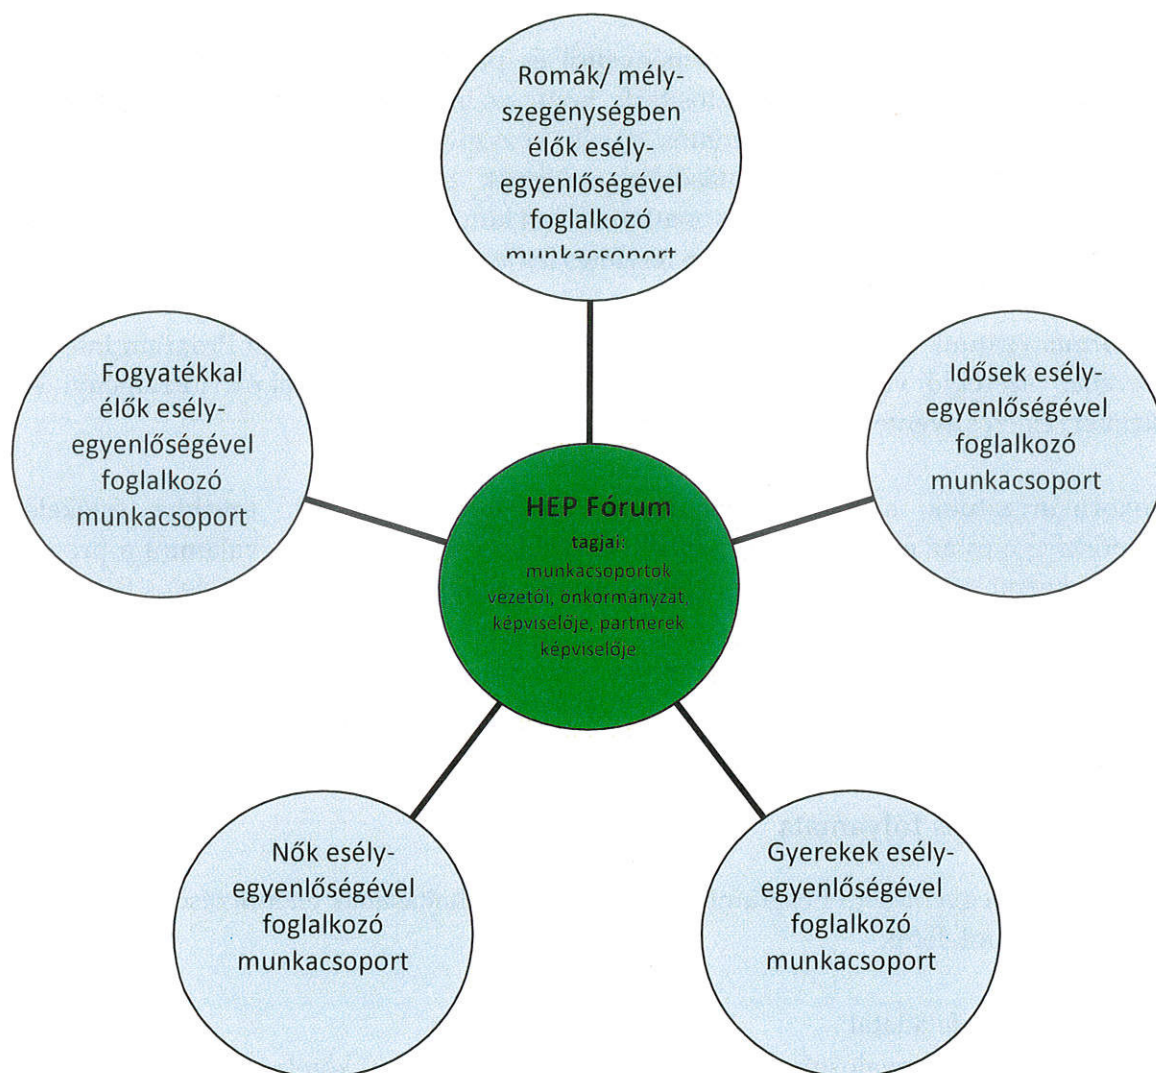 Romák/ mély-
szegénységben
élők esély-
egyenlőségével
foglalkozó
munkacsoport
Fogyatékkal
élők esély-
egyenlőségével
foglalkozó
munkacsoport
Idősek esély-
egyenlőségével
foglalkozó
munkacsoport
HEP Fórum
tagjai:
munkacsoportok
vezetői, önkormányzat,
képviselője, partnerek
képviselője
Nők esély-
egyenlőségével
foglalkozó
munkacsoport
Gyerekek esély-
egyenlőségével
foglalkozó
munkacsoport